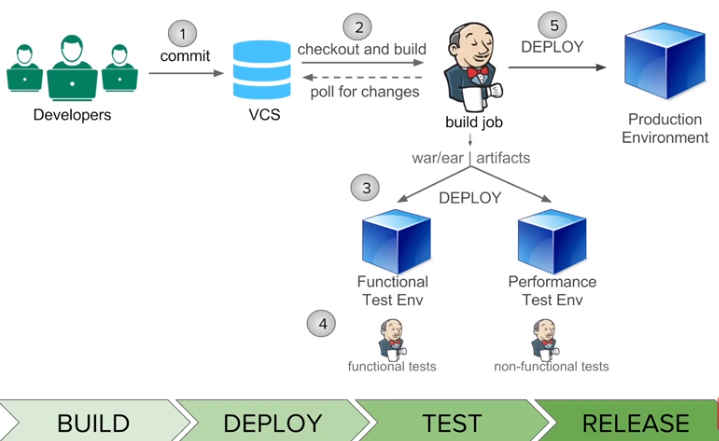 1
commit
Developers
VCS
2
checkout and build
poll for changes
build job
5
DEPLOY
Production
Environment
war/ear artifacts
3
DEPLOY
Functional
Test Env
Performance
Test Env
4
functional tests
non-functional tests
BUILD
DEPLOY
TEST
RELEASE